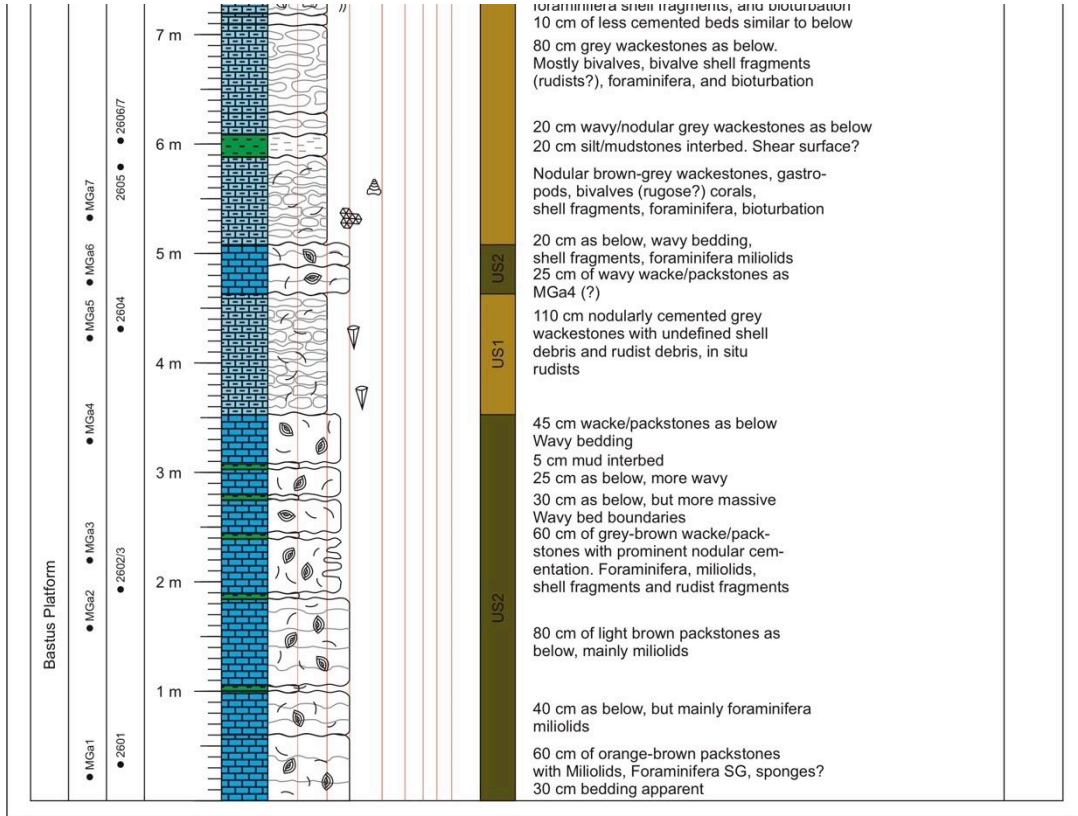 foraminifera shell fragments, and bioturbation
10 cm of less cemented beds similar to below
7 m
80 cm grey wackestones as below.
Mostly bivalves, bivalve shell fragments
(rudists?), foraminifera, and bioturbation
2606/7
20 cm wavy/nodular grey wackestones as below
6 m
20 cm silt/mudstones interbed. Shear surface?
2605
MGa7
Nodular brown-grey wackestones, gastro-
pods, bivalves (rugose?) corals,
shell fragments, foraminifera, bioturbation
MGa6
5 m
US2
20 cm as below, wavy bedding,
shell fragments, foraminifera miliolids
25 cm of wavy wacke/packstones as
MGa4 (?)
MGa5
2604
US1
110 cm nodularly cemented grey
wackestones with undefined shell
debris and rudist debris, in situ
rudists
4 m
MGa4
45 cm wacke/packstones as below
Wavy bedding
5 cm mud interbed
3 m
25 cm as below, more wavy
30 cm as below, but more massive
Wavy bed boundaries
MGa3
2602/3
60 cm of grey-brown wacke/pack-
stones with prominent nodular cem-
entation. Foraminifera, miliolids,
shell fragments and rudist fragments
2 m
MGa2
US2
Bastus Platform
80 cm of light brown packstones as
below, mainly miliolids
1 m
40 cm as below, but mainly foraminifera
miliolids
MGa1
2601
60 cm of orange-brown packstones
with Miliolids, Foraminifera SG, sponges?
30 cm bedding apparent